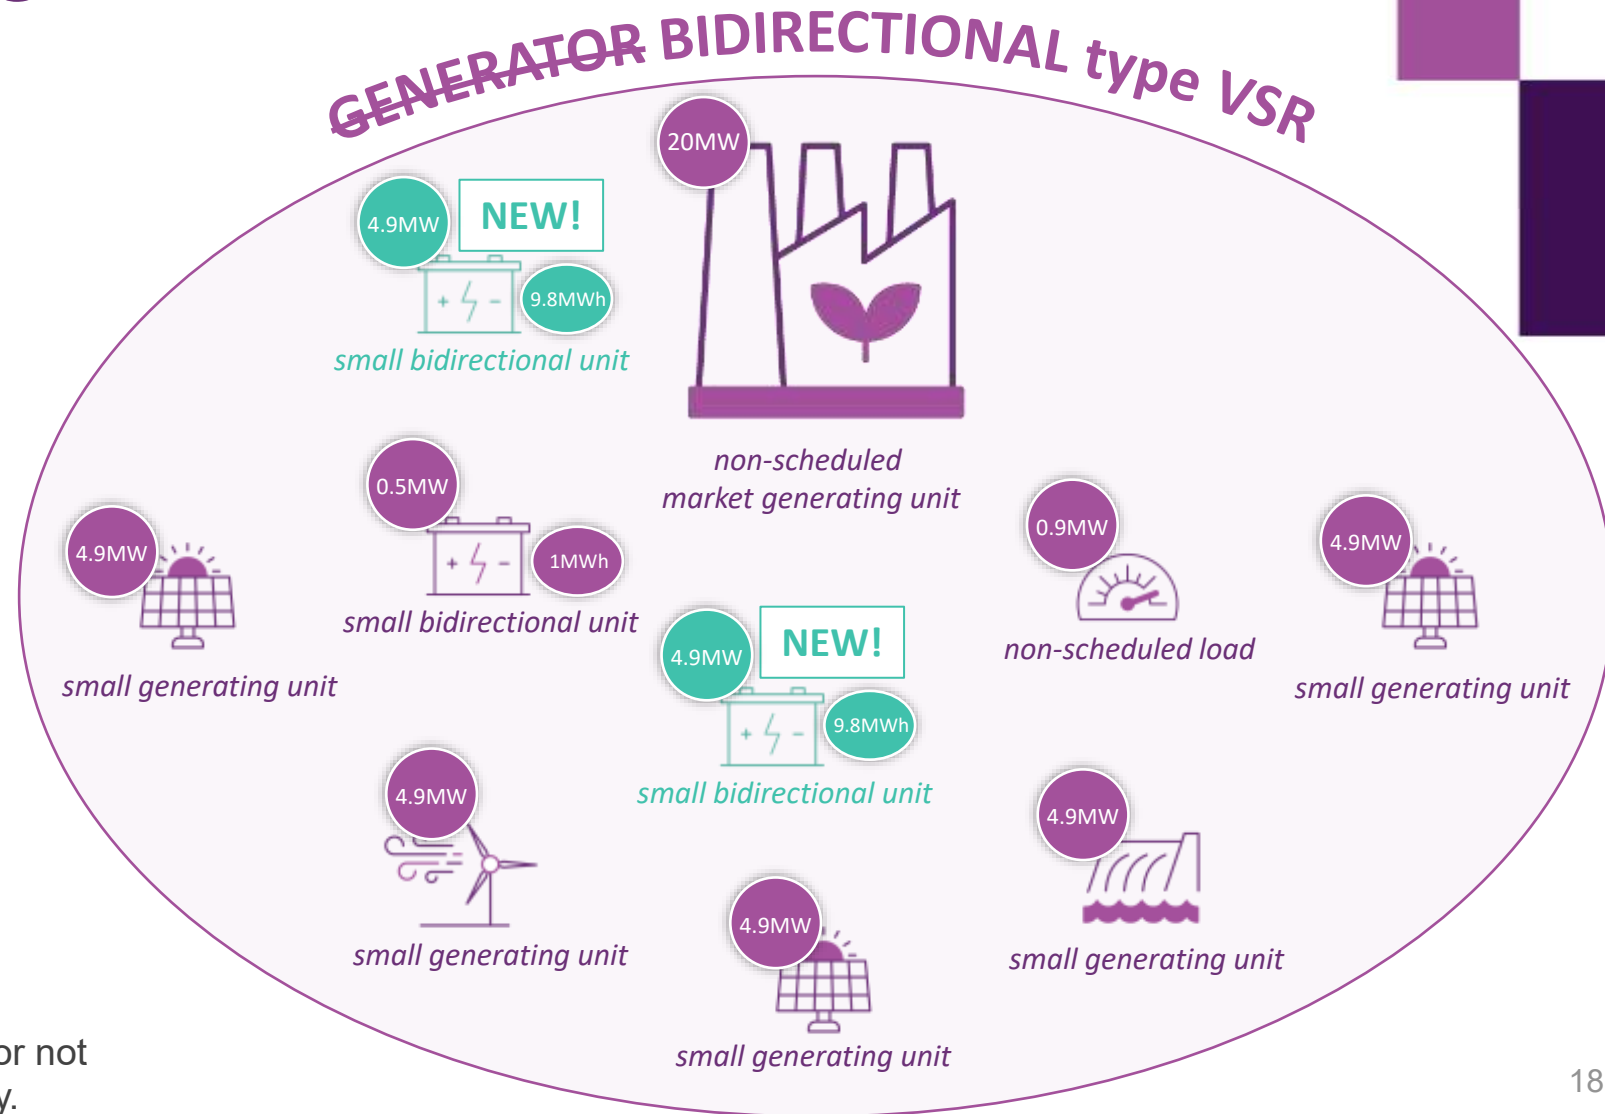 GENERATOR BIDIRECTIONAL type VSR
20MW
4.9MW
NEW!
9.8MWh
small bidirectional unit
non-scheduled
market generating unit
0.5MW
1MWh
small bidirectional unit
4.9MW
small generating unit
0.9MW
non-scheduled load
4.9MW
small generating unit
4.9MW
NEW!
9.8MWh
small bidirectional unit
4.9MW
small generating unit
4.9MW
small generating unit
4.9MW
small generating unit
or not
y.
18